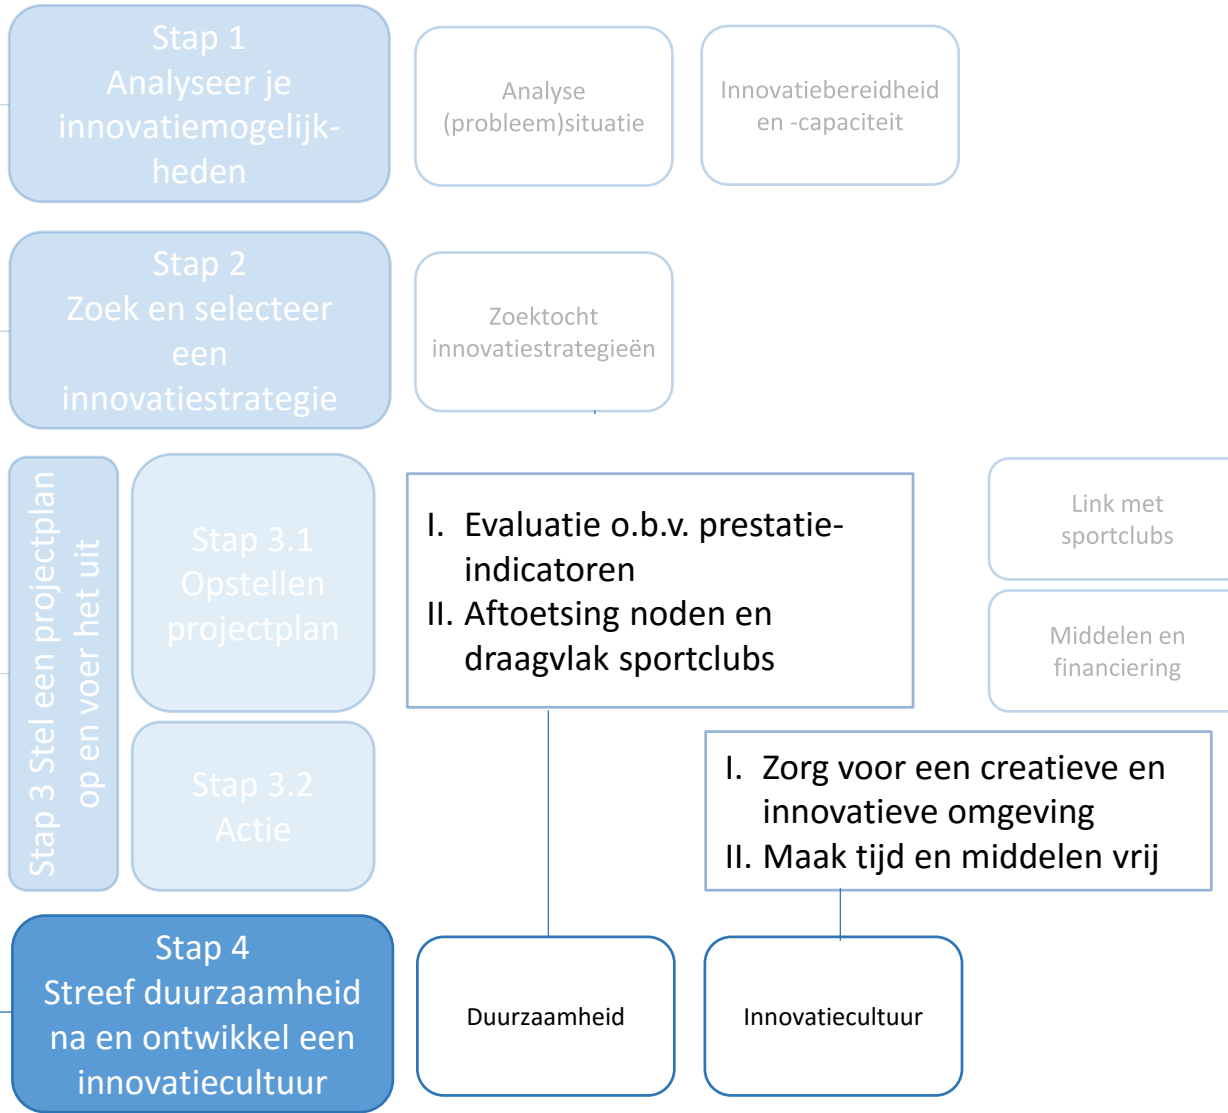 Stap 1
Analyseer je
innovatiemogelijk-
heden
Analyse
(probleem)situatie
Innovatiebereidheid
en -capaciteit
Stap 2
Zoek en selecteer
een
innovatiestrategie
Zoektocht
innovatiestrategieën
Stap 3 Stel een projectplan
op en voer het uit
Stap 3.1
Opstellen
projectplan
I. Evaluatie o.b.v. prestatie-
indicatoren
II. Aftoetsing noden en
draagvlak sportclubs
Link met
sportclubs
Middelen en
financiering
Stap 3.2
Actie
I. Zorg voor een creatieve en
innovatieve omgeving
II. Maak tijd en middelen vrij
Stap 4
Streef duurzaamheid
na en ontwikkel een
innovatiecultuur
Duurzaamheid
Innovatiecultuur